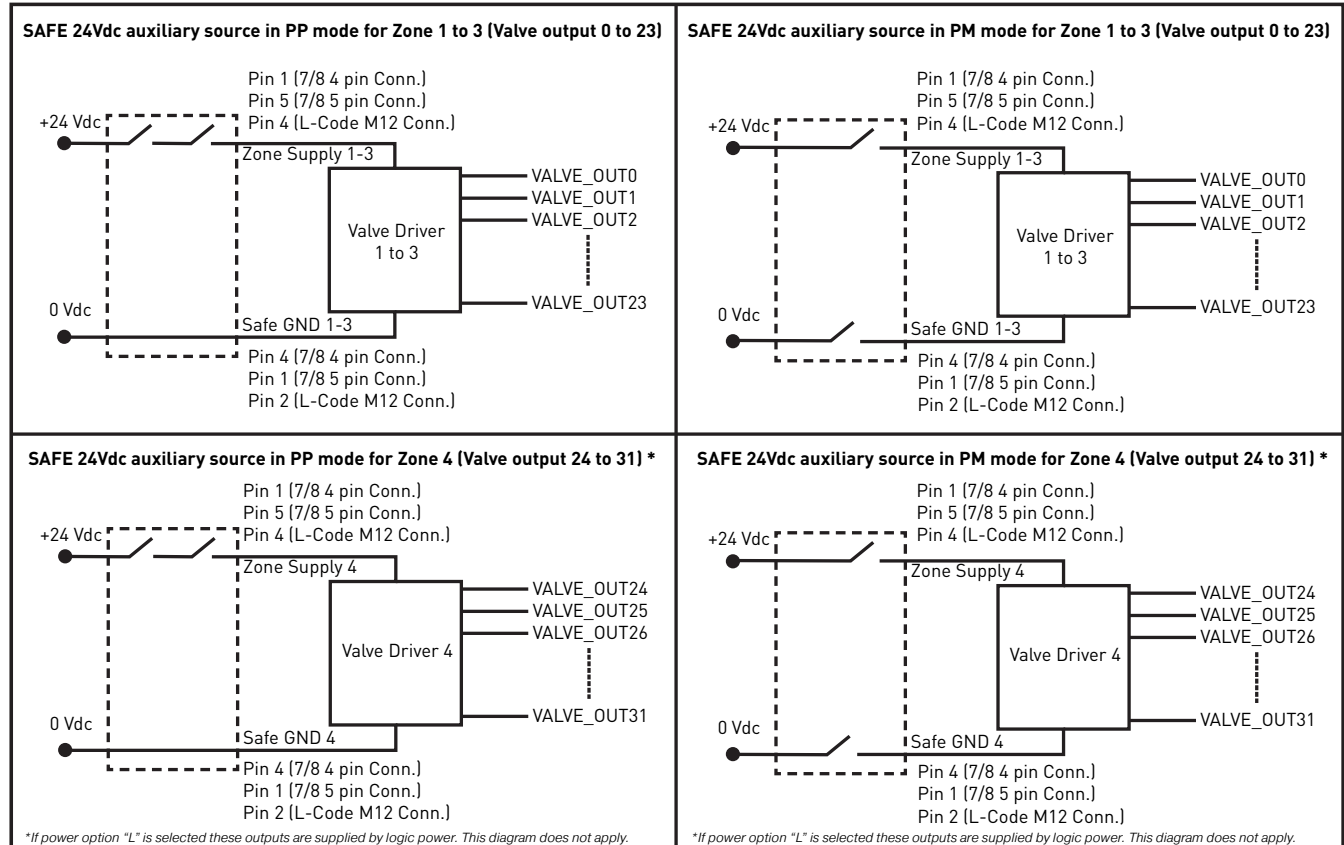 SAFE 24Vdc auxiliary source in PP mode for Zone 1 to 3 (Valve output 0 to 23)
Pin 1 (7/8 4 pin Conn.)
Pin 5 (7/8 5 pin Conn.)
Pin 4 (L-Code M12 Conn.)
+24 Vdc
Zone Supply 1-3
VALVE_OUT0
VALVE_OUT1
VALVE_OUT2
Valve Driver
1 to 3
VALVE_OUT23
0 Vdc
Safe GND 1-3
Pin 4 (7/8 4 pin Conn.)
Pin 1 (7/8 5 pin Conn.)
Pin 2 (L-Code M12 Conn.)
SAFE 24Vdc auxiliary source in PM mode for Zone 1 to 3 (Valve output 0 to 23)
Pin 1 (7/8 4 pin Conn.)
Pin 5 (7/8 5 pin Conn.)
Pin 4 (L-Code M12 Conn.)
+24 Vdc
Zone Supply 1-3
VALVE_OUT0
VALVE_OUT1
VALVE_OUT2
Valve Driver
1 to 3
VALVE_OUT23
0 Vdc
Safe GND 1-3
Pin 4 (7/8 4 pin Conn.)
Pin 1 (7/8 5 pin Conn.)
Pin 2 (L-Code M12 Conn.)
SAFE 24Vdc auxiliary source in PP mode for Zone 4 (Valve output 24 to 31) *
Pin 1 (7/8 4 pin Conn.)
Pin 5 (7/8 5 pin Conn.)
Pin 4 (L-Code M12 Conn.)
+24 Vdc
Zone Supply 4
VALVE_OUT24
VALVE_OUT25
VALVE_OUT26
Valve Driver 4
VALVE_OUT31
0 Vdc
Safe GND 4
Pin 4 (7/8 4 pin Conn.)
Pin 1 (7/8 5 pin Conn.)
Pin 2 (L-Code M12 Conn.)
*If power option "L" is selected these outputs are supplied by logic power. This diagram does not apply.
SAFE 24Vdc auxiliary source in PM mode for Zone 4 (Valve output 24 to 31) *
Pin 1 (7/8 4 pin Conn.)
Pin 5 (7/8 5 pin Conn.)
Pin 4 (L-Code M12 Conn.)
+24 Vdc
Zone Supply 4
VALVE_OUT24
VALVE_OUT25
VALVE_OUT26
Valve Driver 4
VALVE_OUT31
0 Vdc
Safe GND 4
Pin 4 (7/8 4 pin Conn.)
Pin 1 (7/8 5 pin Conn.)
Pin 2 (L-Code M12 Conn.)
*If power option "L" is selected these outputs are supplied by logic power. This diagram does not apply.